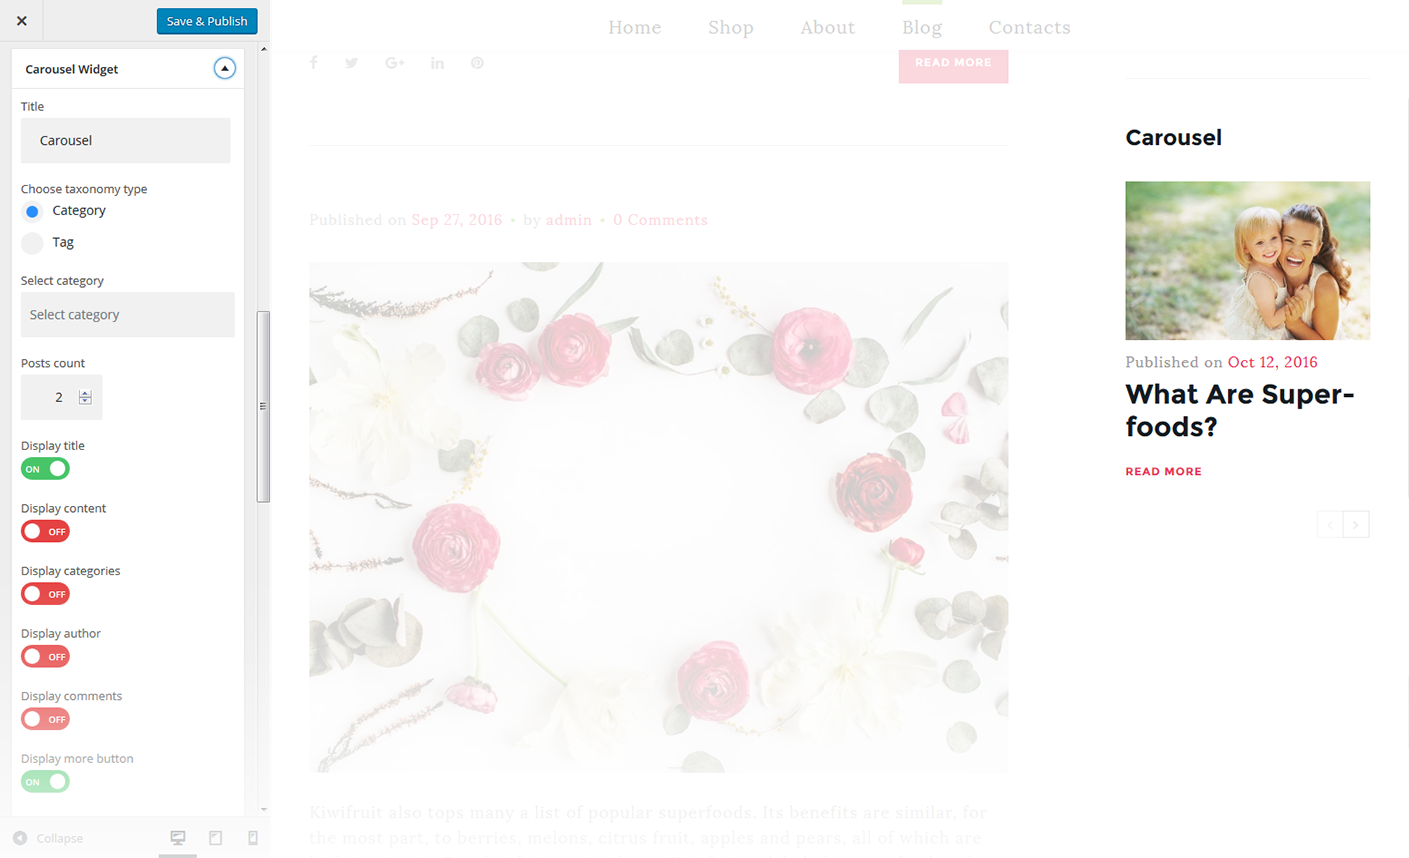 Save & Publish
Carousel Widget
Title
Carousel
Choose taxonomy type
Category
Tag
Select category
Select category
Posts count
2
Display title
ON
Display content
OFF
Display categories
OFF
Display author
OFF
Display comments
OFF
Display more button
ON
Collapse
Home Shop About Blog Contacts
READ MORE
Published on Sep 27, 2016 • by admin • 0 Comments
Kiwifruit also tops many a list of popular superfoods. Its benefits are similar, for
the most part, to berries, melons, citrus fruit, apples and pears, all of which are
Carousel
Published on Oct 12, 2016
What Are Super-
foods?
READ MORE